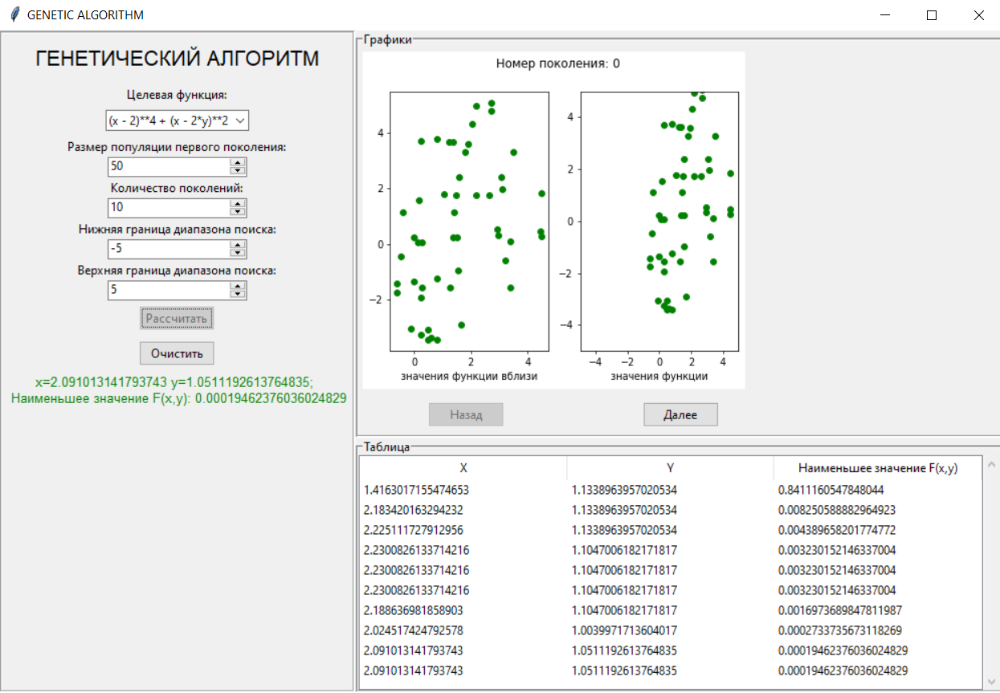 GENETIC ALGORITHM
ГЕНЕТИЧЕСКИЙ АЛГОРИТМ
Целевая функция:
(x - 2)**4 + (x - 2*y)**2
Размер популяции первого поколения:
50
Количество поколений:
10
Нижняя граница диапазона поиска:
-5
Верхняя граница диапазона поиска:
5
Рассчитать
Очистить
x=2.091013141793743 y=1.0511192613764835;
Наименьшее значение F(x,y): 0.00019462376036024829
Графики
Номер поколения: 0
4
2
0
−2
0 2 4
значения функции вблизи
4
2
0
−2
−4
−4 −2 0 2 4
значения функции
Назад Далее
Таблица
X Y Наименьшее значение F(x,y)
1.4163017155474653 1.1338963957020534 0.8411160547848044
2.183420163294232 1.1338963957020534 0.008250588882964923
2.225111727912956 1.1338963957020534 0.004389658201774772
2.2300826133714216 1.1047006182171817 0.003230152146337004
2.2300826133714216 1.1047006182171817 0.003230152146337004
2.2300826133714216 1.1047006182171817 0.003230152146337004
2.188636981858903 1.1047006182171817 0.0016973689847811987
2.024517424792578 1.0039971713604017 0.0002733735673118269
2.091013141793743 1.0511192613764835 0.00019462376036024829
2.091013141793743 1.0511192613764835 0.00019462376036024829